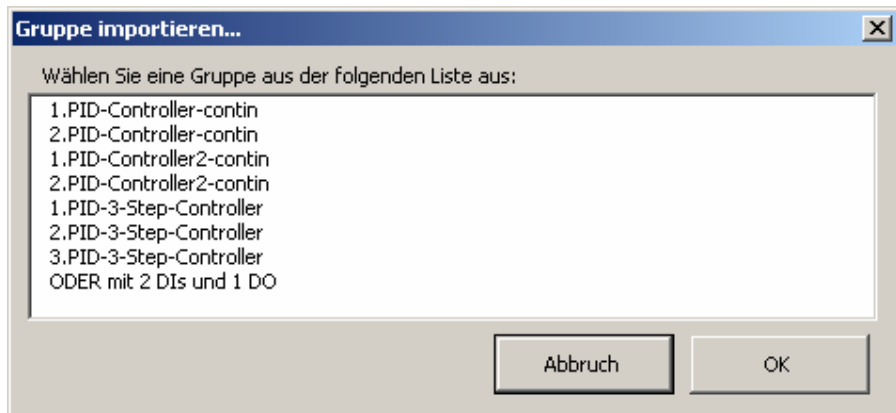 Gruppe importieren...
Wählen Sie eine Gruppe aus der folgenden Liste aus:
1.PID-Controller-contin
2.PID-Controller-contin
1.PID-Controller2-contin
2.PID-Controller2-contin
1.PID-3-Step-Controller
2.PID-3-Step-Controller
3.PID-3-Step-Controller
ODER mit 2 DIs und 1 DO
Abbruch OK